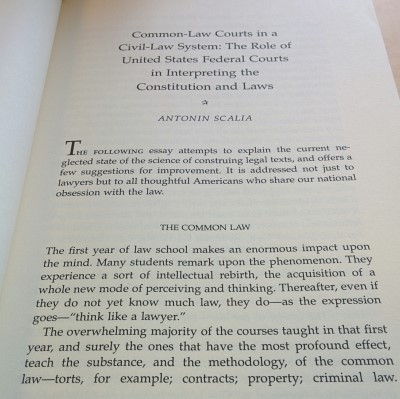 Common-Law Courts in a
Civil-Law System: The Role of
United States Federal Courts
in Interpreting the
Constitution and Laws
☆
ANTONIN SCALIA
THE FOLLOWING essay attempts to explain the current ne-
glected state of the science of construing legal texts, and offers a
few suggestions for improvement. It is addressed not just to
lawyers but to all thoughtful Americans who share our national
obsession with the law.
THE COMMON LAW
The first year of law school makes an enormous impact upon
the mind. Many students remark upon the phenomenon. They
experience a sort of intellectual rebirth, the acquisition of a
whole new mode of perceiving and thinking. Thereafter, even if
they do not yet know much law, they do—as the expression
goes—“think like a lawyer.”
The overwhelming majority of the courses taught in that first
year, and surely the ones that have the most profound effect,
teach the substance, and the methodology, of the common
law—torts, for example; contracts; property; criminal law.